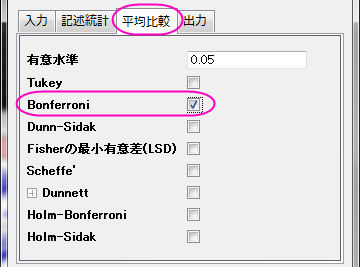 入力 記述統計 平均比較 出力
有意水準 0.05
Tukey
Bonferroni
Dunn-Sidak
Fisherの最小有意差(LSD)
Scheffe'
Dunnett
Holm-Bonferroni
Holm-Sidak